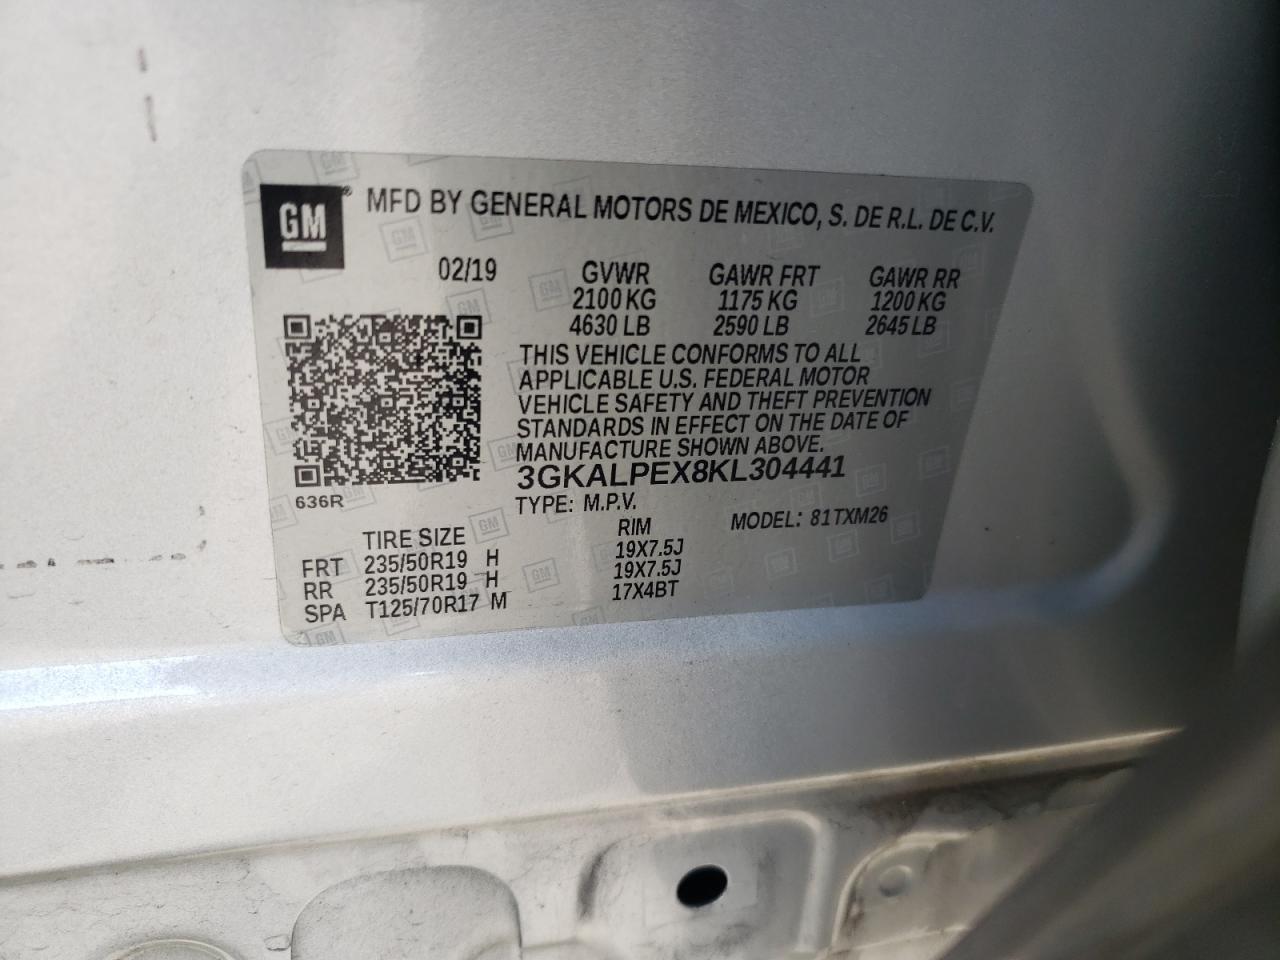 GM ® MFD BY GENERAL MOTORS DE MEXICO, S. DE R.L. DE C.V.
02/19 GVWR GAWR FRT GAWR RR
2100 KG 1175 KG 1200 KG
4630 LB 2590 LB 2645 LB
THIS VEHICLE CONFORMS TO ALL
APPLICABLE U.S. FEDERAL MOTOR
VEHICLE SAFETY AND THEFT PREVENTION
STANDARDS IN EFFECT ON THE DATE OF
MANUFACTURE SHOWN ABOVE.
3GKALPEX8KL304441
636R
TYPE: M.P.V. MODEL: 81TXM26
TIRE SIZE RIM
FRT 235/50R19 H 19X7.5J
RR 235/50R19 H 19X7.5J
SPA T125/70R17 M 17X4BT